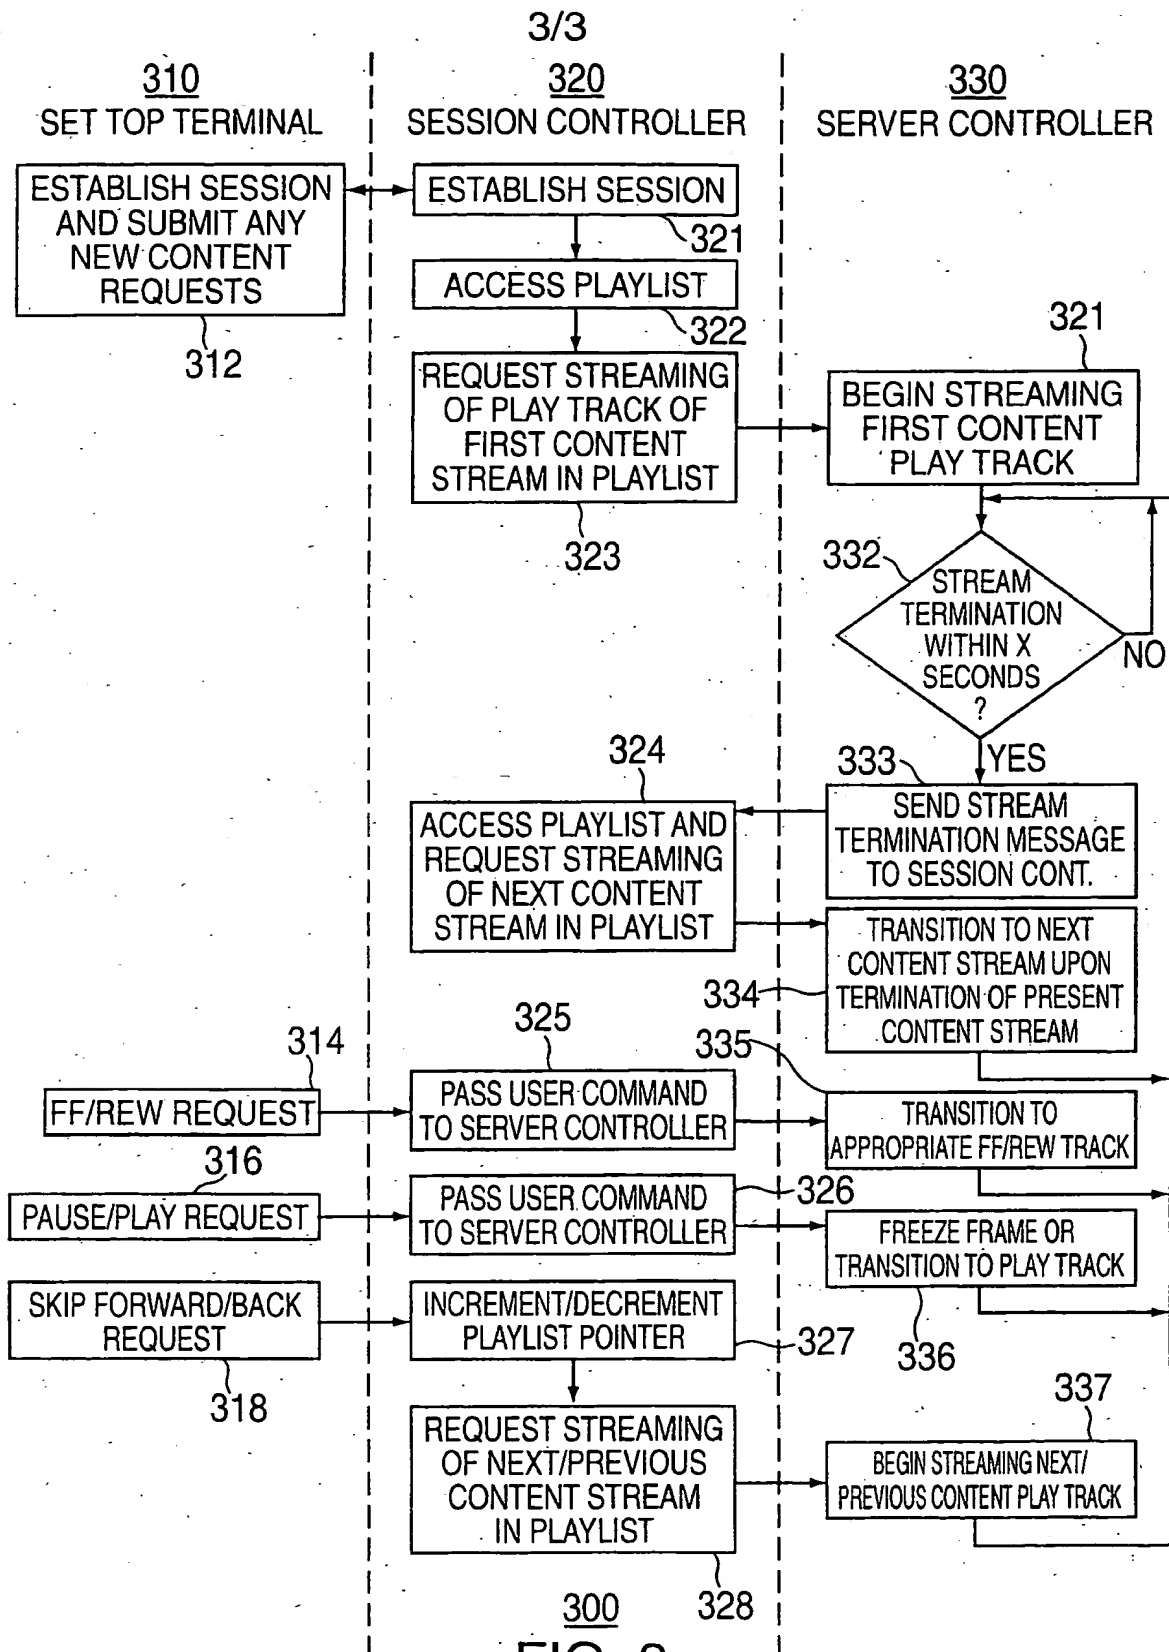 3/3
310
SET TOP TERMINAL
320
SESSION CONTROLLER
330
SERVER CONTROLLER
ESTABLISH SESSION
AND SUBMIT ANY
NEW CONTENT
REQUESTS
312
ESTABLISH SESSION
321
ACCESS PLAYLIST
322
REQUEST STREAMING
OF PLAY TRACK OF
FIRST CONTENT
STREAM IN PLAYLIST
323
321
BEGIN STREAMING
FIRST CONTENT
PLAY TRACK
332
STREAM
TERMINATION
WITHIN X
SECONDS
?
NO
YES
333
SEND STREAM
TERMINATION MESSAGE
TO SESSION CONT.
324
ACCESS PLAYLIST AND
REQUEST STREAMING
OF NEXT CONTENT
STREAM IN PLAYLIST
TRANSITION TO NEXT
CONTENT STREAM UPON
TERMINATION OF PRESENT
CONTENT STREAM
334
314
FF/REW REQUEST
325
PASS USER COMMAND
TO SERVER CONTROLLER
335
TRANSITION TO
APPROPRIATE FF/REW TRACK
316
PAUSE/PLAY REQUEST
PASS USER COMMAND
TO SERVER CONTROLLER
326
FREEZE FRAME OR
TRANSITION TO PLAY TRACK
336
SKIP FORWARD/BACK
REQUEST
318
INCREMENT/DECREMENT
PLAYLIST POINTER
327
REQUEST STREAMING
OF NEXT/PREVIOUS
CONTENT STREAM
IN PLAYLIST
328
337
BEGIN STREAMING NEXT/
PREVIOUS CONTENT PLAY TRACK
300
FIG.